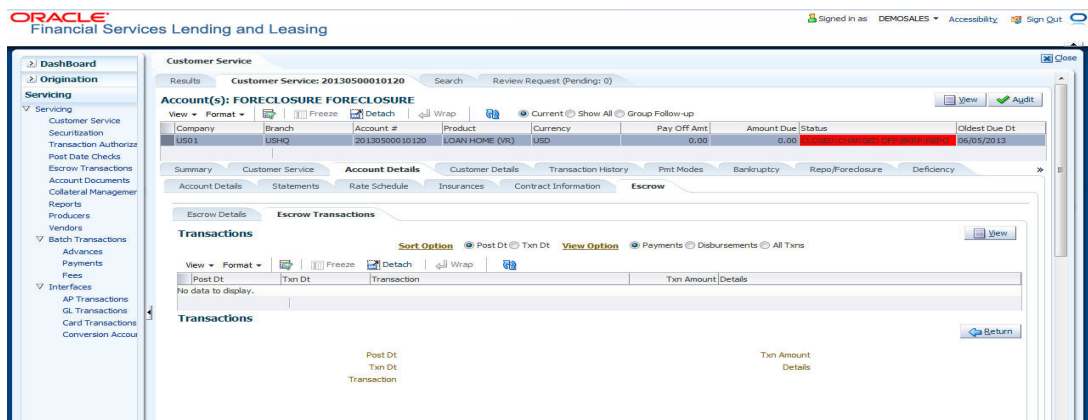 ORACLE
Financial Services Lending and Leasing
Signed in as DEMOSALES Accessibility Sign Out
Close
DashBoard
Origination
Servicing
Servicing
Customer Service
Securitization
Transaction Authoriza
Post Date Checks
Escrow Transactions
Account Documents
Collateral Managemer
Reports
Producers
Vendors
Batch Transactions
Advances
Payments
Fees
Interfaces
AP Transactions
GL Transactions
Card Transactions
Conversion Accour
Customer Service
Results Customer Service: 20130500010120 Search Review Request (Pending: 0)
Account(s): FORECLOSURE FORECLOSURE
View Audit
View Format Freeze Detach Wrap Current Show All Group Follow-up
Company Branch Account # Product Currency Pay Off Amt Amount Due Status Oldest Due Dt
US01 USHQ 20130500010120 LOAN HOME (VR) USD 0.00 0.00 CLOSED:CHARGED OFF:BKRP:REPO 06/05/2013
Summary Customer Service Account Details Customer Details Transaction History Pmt Modes Bankruptcy Repo/Foreclosure Deficiency
Account Details Statements Rate Schedule Insurances Contract Information Escrow
Escrow Details Escrow Transactions
Transactions
View
Sort Option Post Dt Txn Dt View Option Payments Disbursements All Txns
View Format Freeze Detach Wrap
Post Dt Txn Dt Transaction Txn Amount Details
No data to display.
Transactions
Return
Post Dt Txn Amount
Txn Dt Details
Transaction